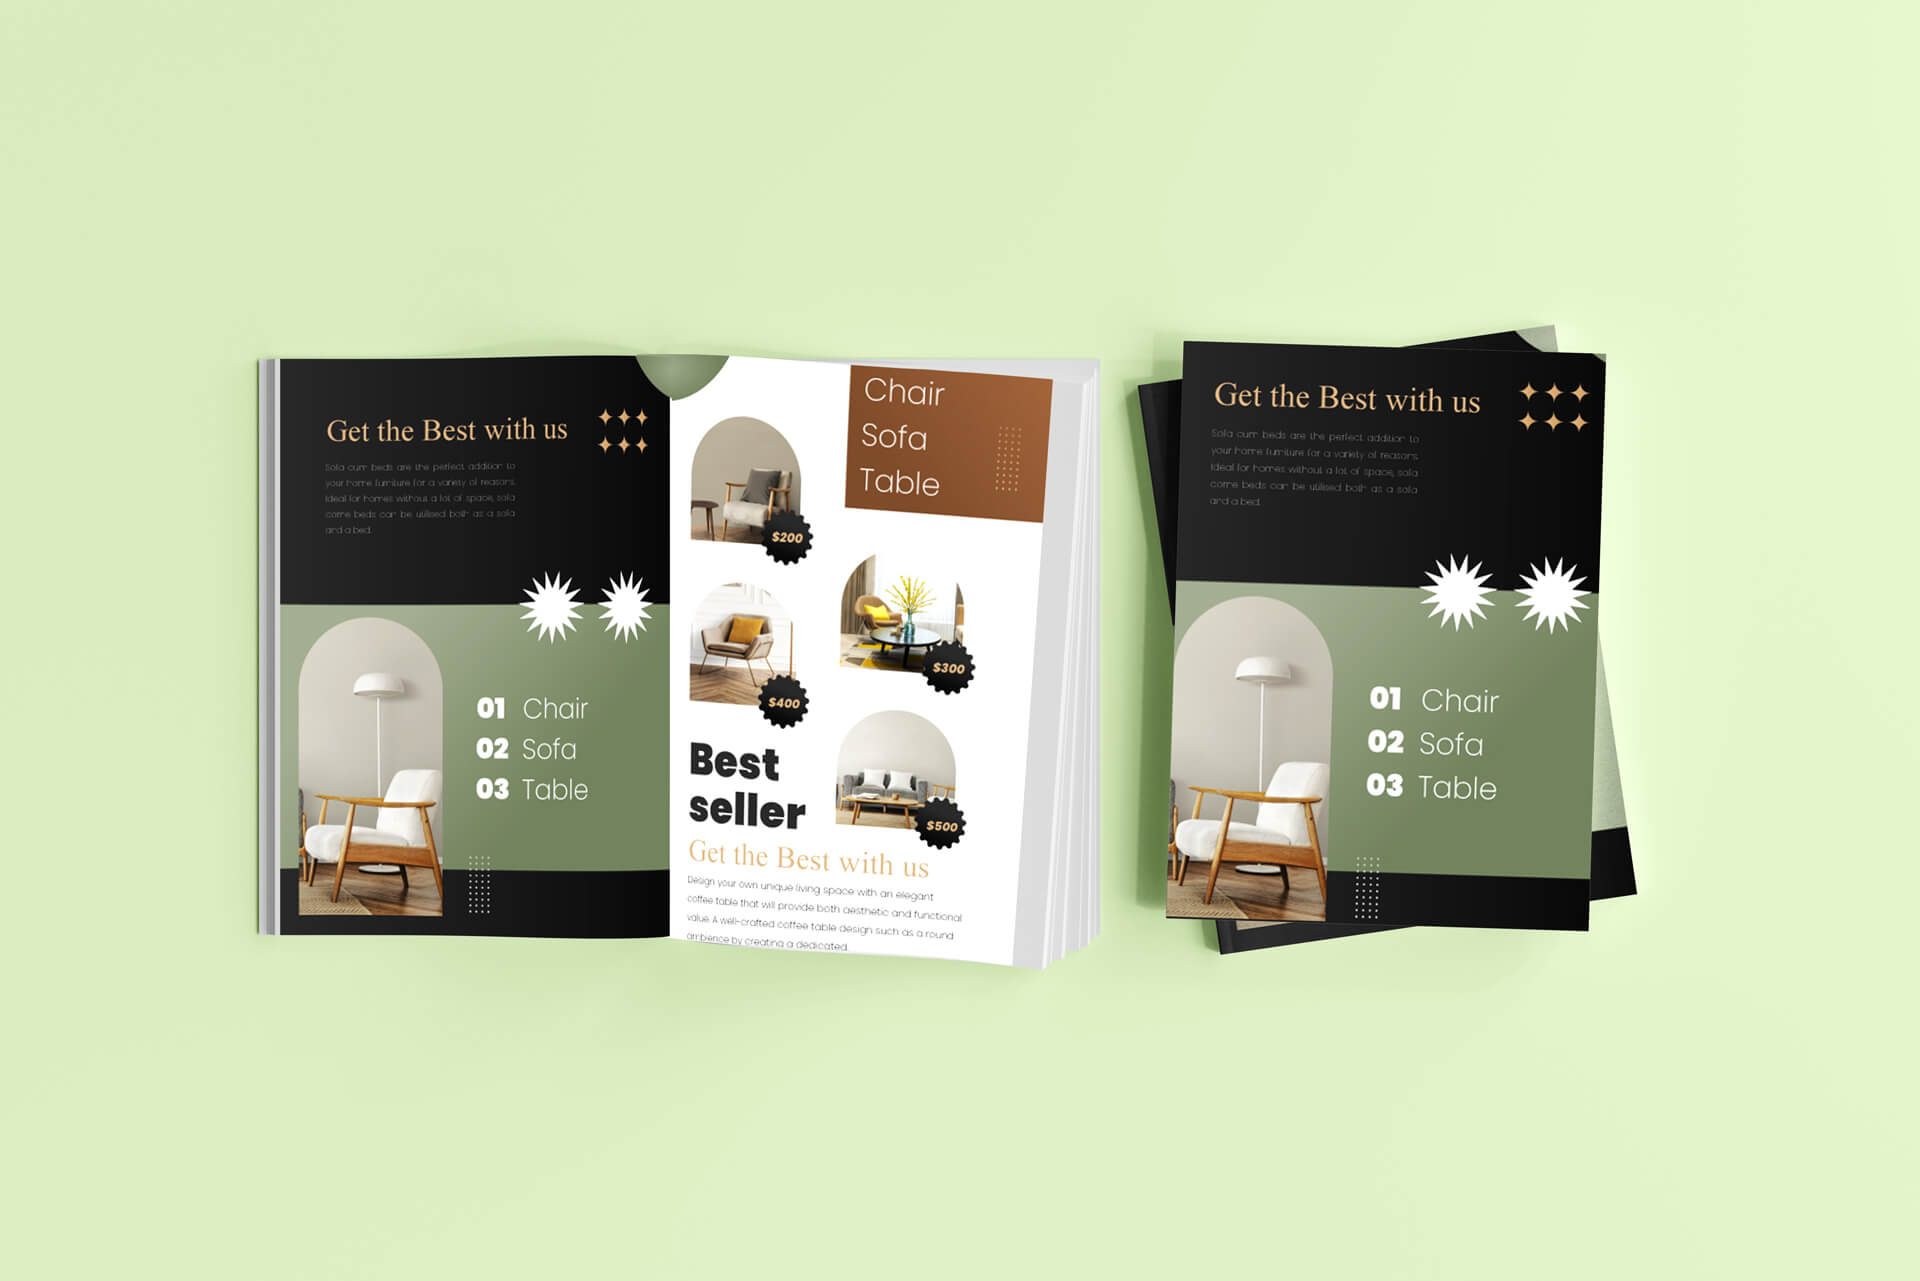 Get the Best with us
Sofa cum beds are the perfect addition to
your home furniture for a variety of reasons.
Ideal for homes without a lot of space, sofa
come beds can be utilised both as a sofa
and a bed.
01 Chair
02 Sofa
03 Table
Chair
Sofa
Table
$200
$300
$400
$500
Best
seller
Get the Best with us
Design your own unique living space with an elegant
coffee table that will provide both aesthetic and functional
value. A well-crafted coffee table design such as a round
ambience by creating a dedicated.
Get the Best with us
Sofa cum beds are the perfect addition to
your home furniture for a variety of reasons.
Ideal for homes without a lot of space, sofa
come beds can be utilised both as a sofa
and a bed.
01 Chair
02 Sofa
03 Table